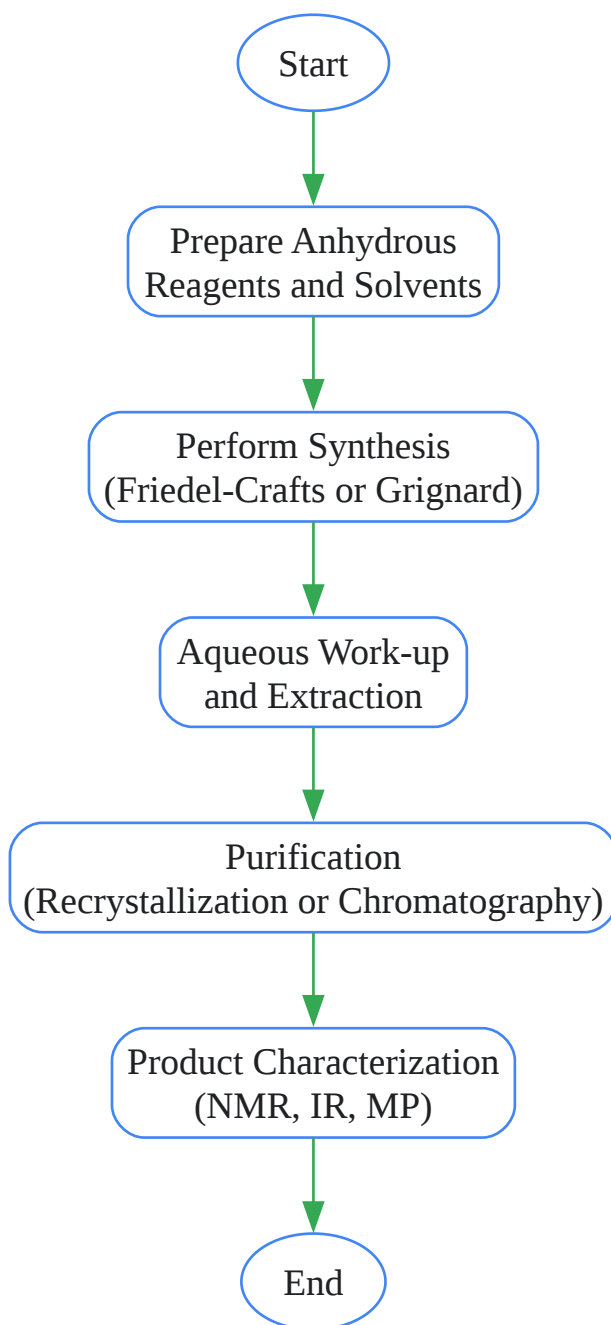 Start
Prepare Anhydrous
Reagents and Solvents
Perform Synthesis
(Friedel-Crafts or Grignard)
Aqueous Work-up
and Extraction
Purification
(Recrystallization or Chromatography)
Product Characterization
(NMR, IR, MP)
End